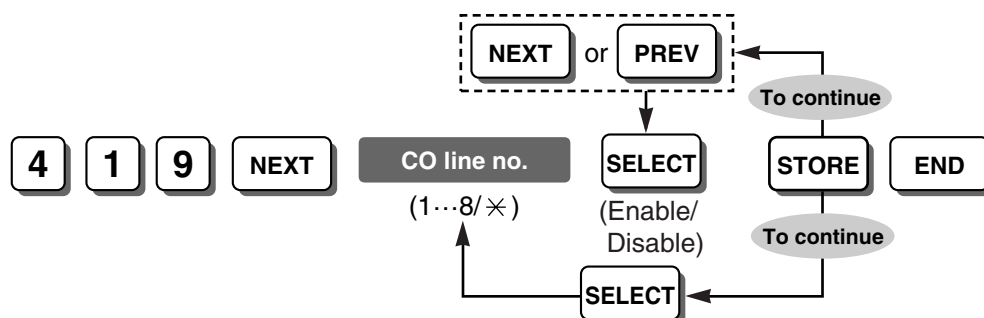 NEXT or PREV
To continue
4 1 9 NEXT CO line no. SELECT STORE END
(1···8/✳)
(Enable/
Disable)
To continue
SELECT